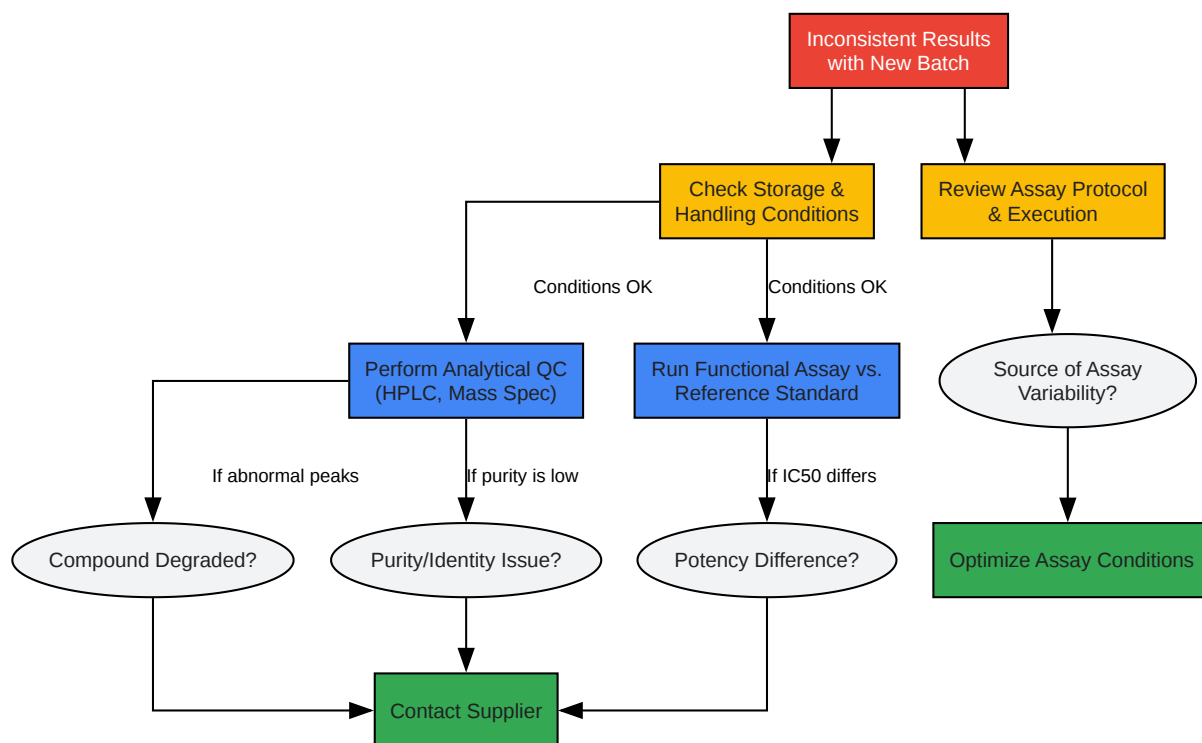 Inconsistent Results
with New Batch
Check Storage &
Handling Conditions
Review Assay Protocol
& Execution
Conditions OK
Conditions OK
Perform Analytical QC
(HPLC, Mass Spec)
Run Functional Assay vs.
Reference Standard
Source of Assay
Variability?
If abnormal peaks
If purity is low
If IC50 differs
Compound Degraded?
Purity/Identity Issue?
Potency Difference?
Optimize Assay Conditions
Contact Supplier